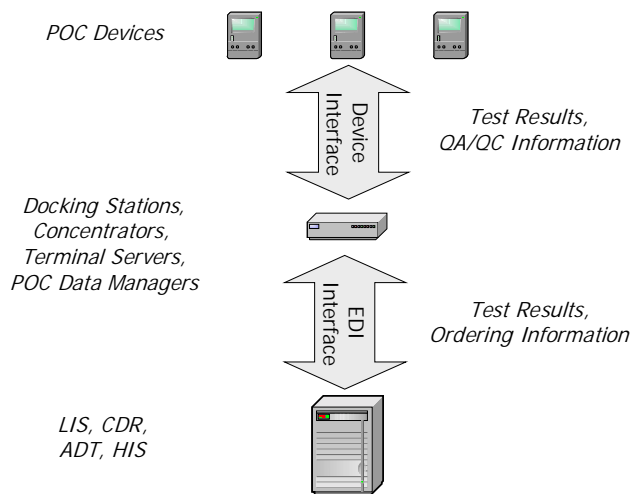 POC Devices
Device
Interface
Test Results,
QA/QC Information
Docking Stations,
Concentrators,
Terminal Servers,
POC Data Managers
EDI
Interface
Test Results,
Ordering Information
LIS, CDR,
ADT, HIS